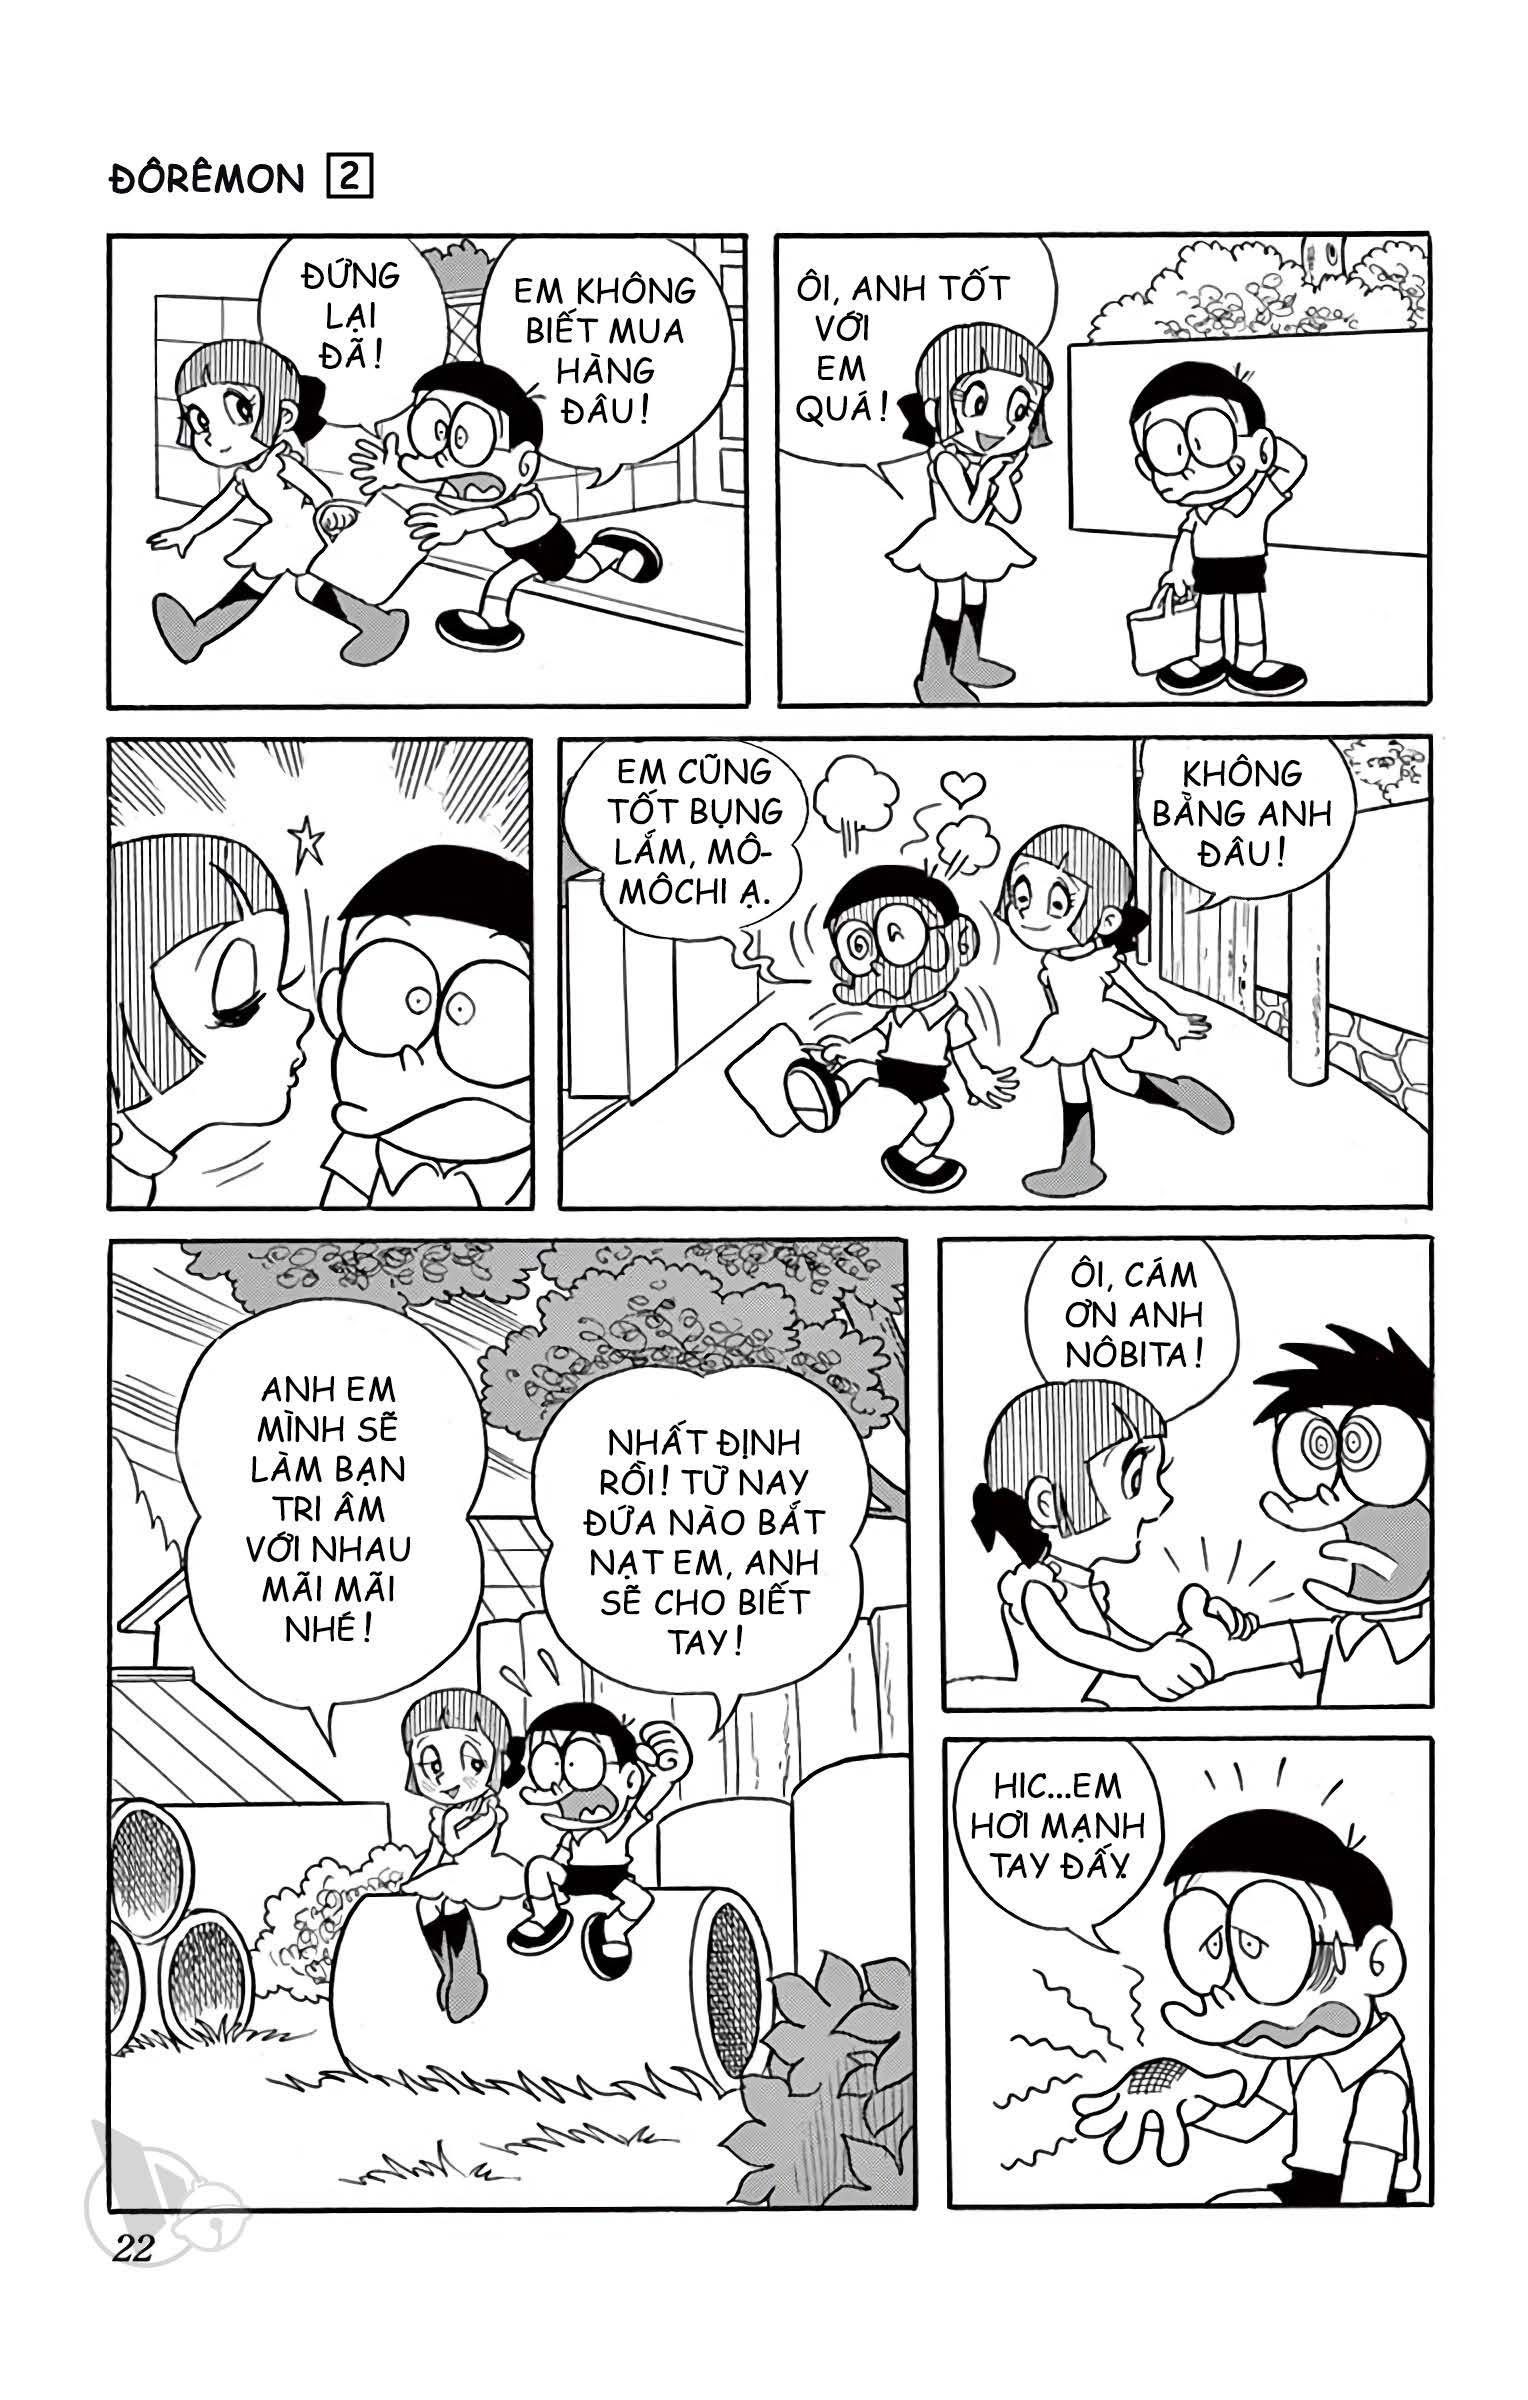 ĐÔRÊMON 2
ĐỨNG
LẠI
ĐÃ!
EM KHÔNG
BIẾT MUA
HÀNG
ĐÂU!
ÔI, ANH TỐT
VỚI
EM
QUÁ!
EM CŨNG
TỐT BỤNG
LẮM, MÔ-
MÔCHI Ạ.
KHÔNG
BẰNG ANH
ĐÂU!
ANH EM
MÌNH SẼ
LÀM BẠN
TRI ÂM
VỚI NHAU
MÃI MÃI
NHÉ!
NHẤT ĐỊNH
RỒI! TỪ NAY
ĐỨA NÀO BẮT
NẠT EM, ANH
SẼ CHO BIẾT
TAY!
ÔI, CÁM
ƠN ANH
NÔBITA!
HIC...EM
HƠI MẠNH
TAY ĐẤY.
22